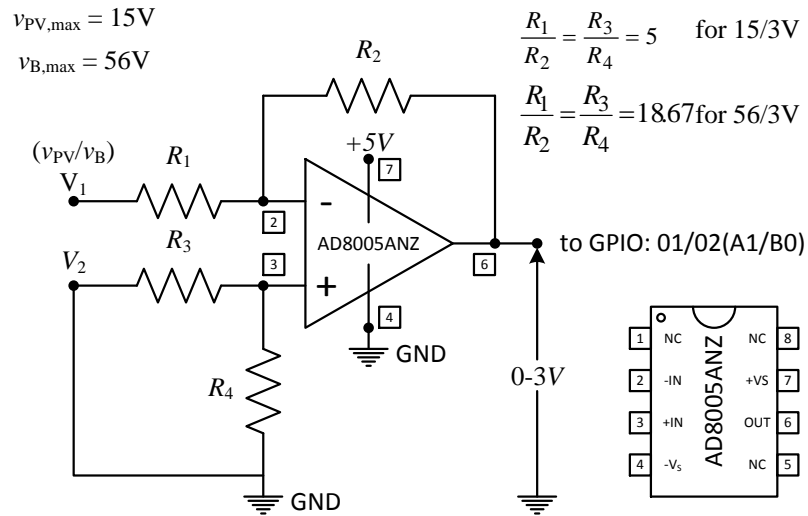 v_PV,max = 15V
v_B,max = 56V
R1/R2 = R3/R4 = 5 for 15/3V
R1/R2 = R3/R4 = 18.67 for 56/3V
R2
(v_PV/v_B)
V1
R1
+5V
7
2
-
AD8005ANZ
V2
R3
3
+
6
to GPIO: 01/02(A1/B0)
4
GND
R4
0-3V
GND
1 NC NC 8
2 -IN +VS 7
3 +IN OUT 6
4 -Vs NC 5
AD8005ANZ